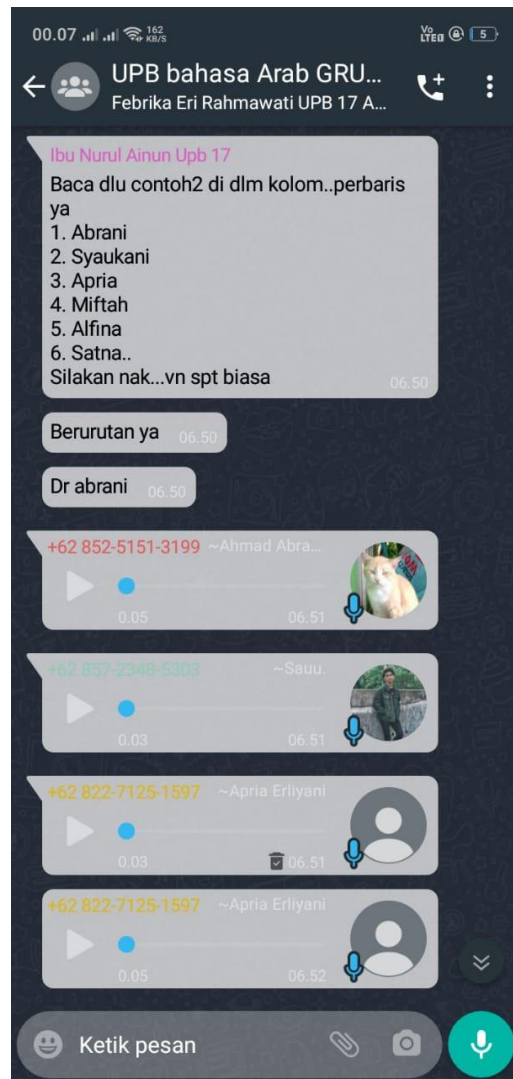 00.07 162 KB/S Vo LTE 5
UPB bahasa Arab GRU...
Febrika Eri Rahmawati UPB 17 A...
Ibu Nurul Ainun Upb 17
Baca dlu contoh2 di dlm kolom..perbaris
ya
1. Abrani
2. Syaukani
3. Apria
4. Miftah
5. Alfina
6. Satna..
Silakan nak...vn spt biasa 06.50
Berurutan ya 06.50
Dr abrani 06.50
+62 852-5151-3199 ~Ahmad Abra...
0.05 06.51
+62 857-2348-5303 ~Sauu.
0.03 06.51
+62 822-7125-1597 ~Apria Erliyani
0.03 06.51
+62 822-7125-1597 ~Apria Erliyani
0.05 06.52
Ketik pesan